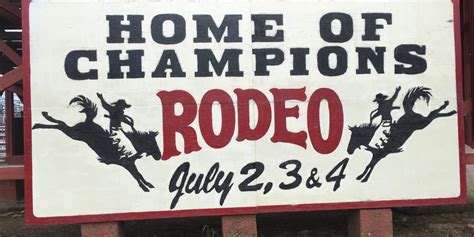 HOME OF
CHAMPIONS
RODEO
July 2, 3 & 4